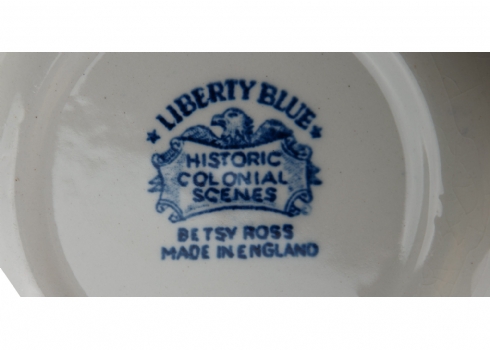 LIBERTY BLUE
HISTORIC
COLONIAL
SCENES
BETSY ROSS
MADE IN ENGLAND